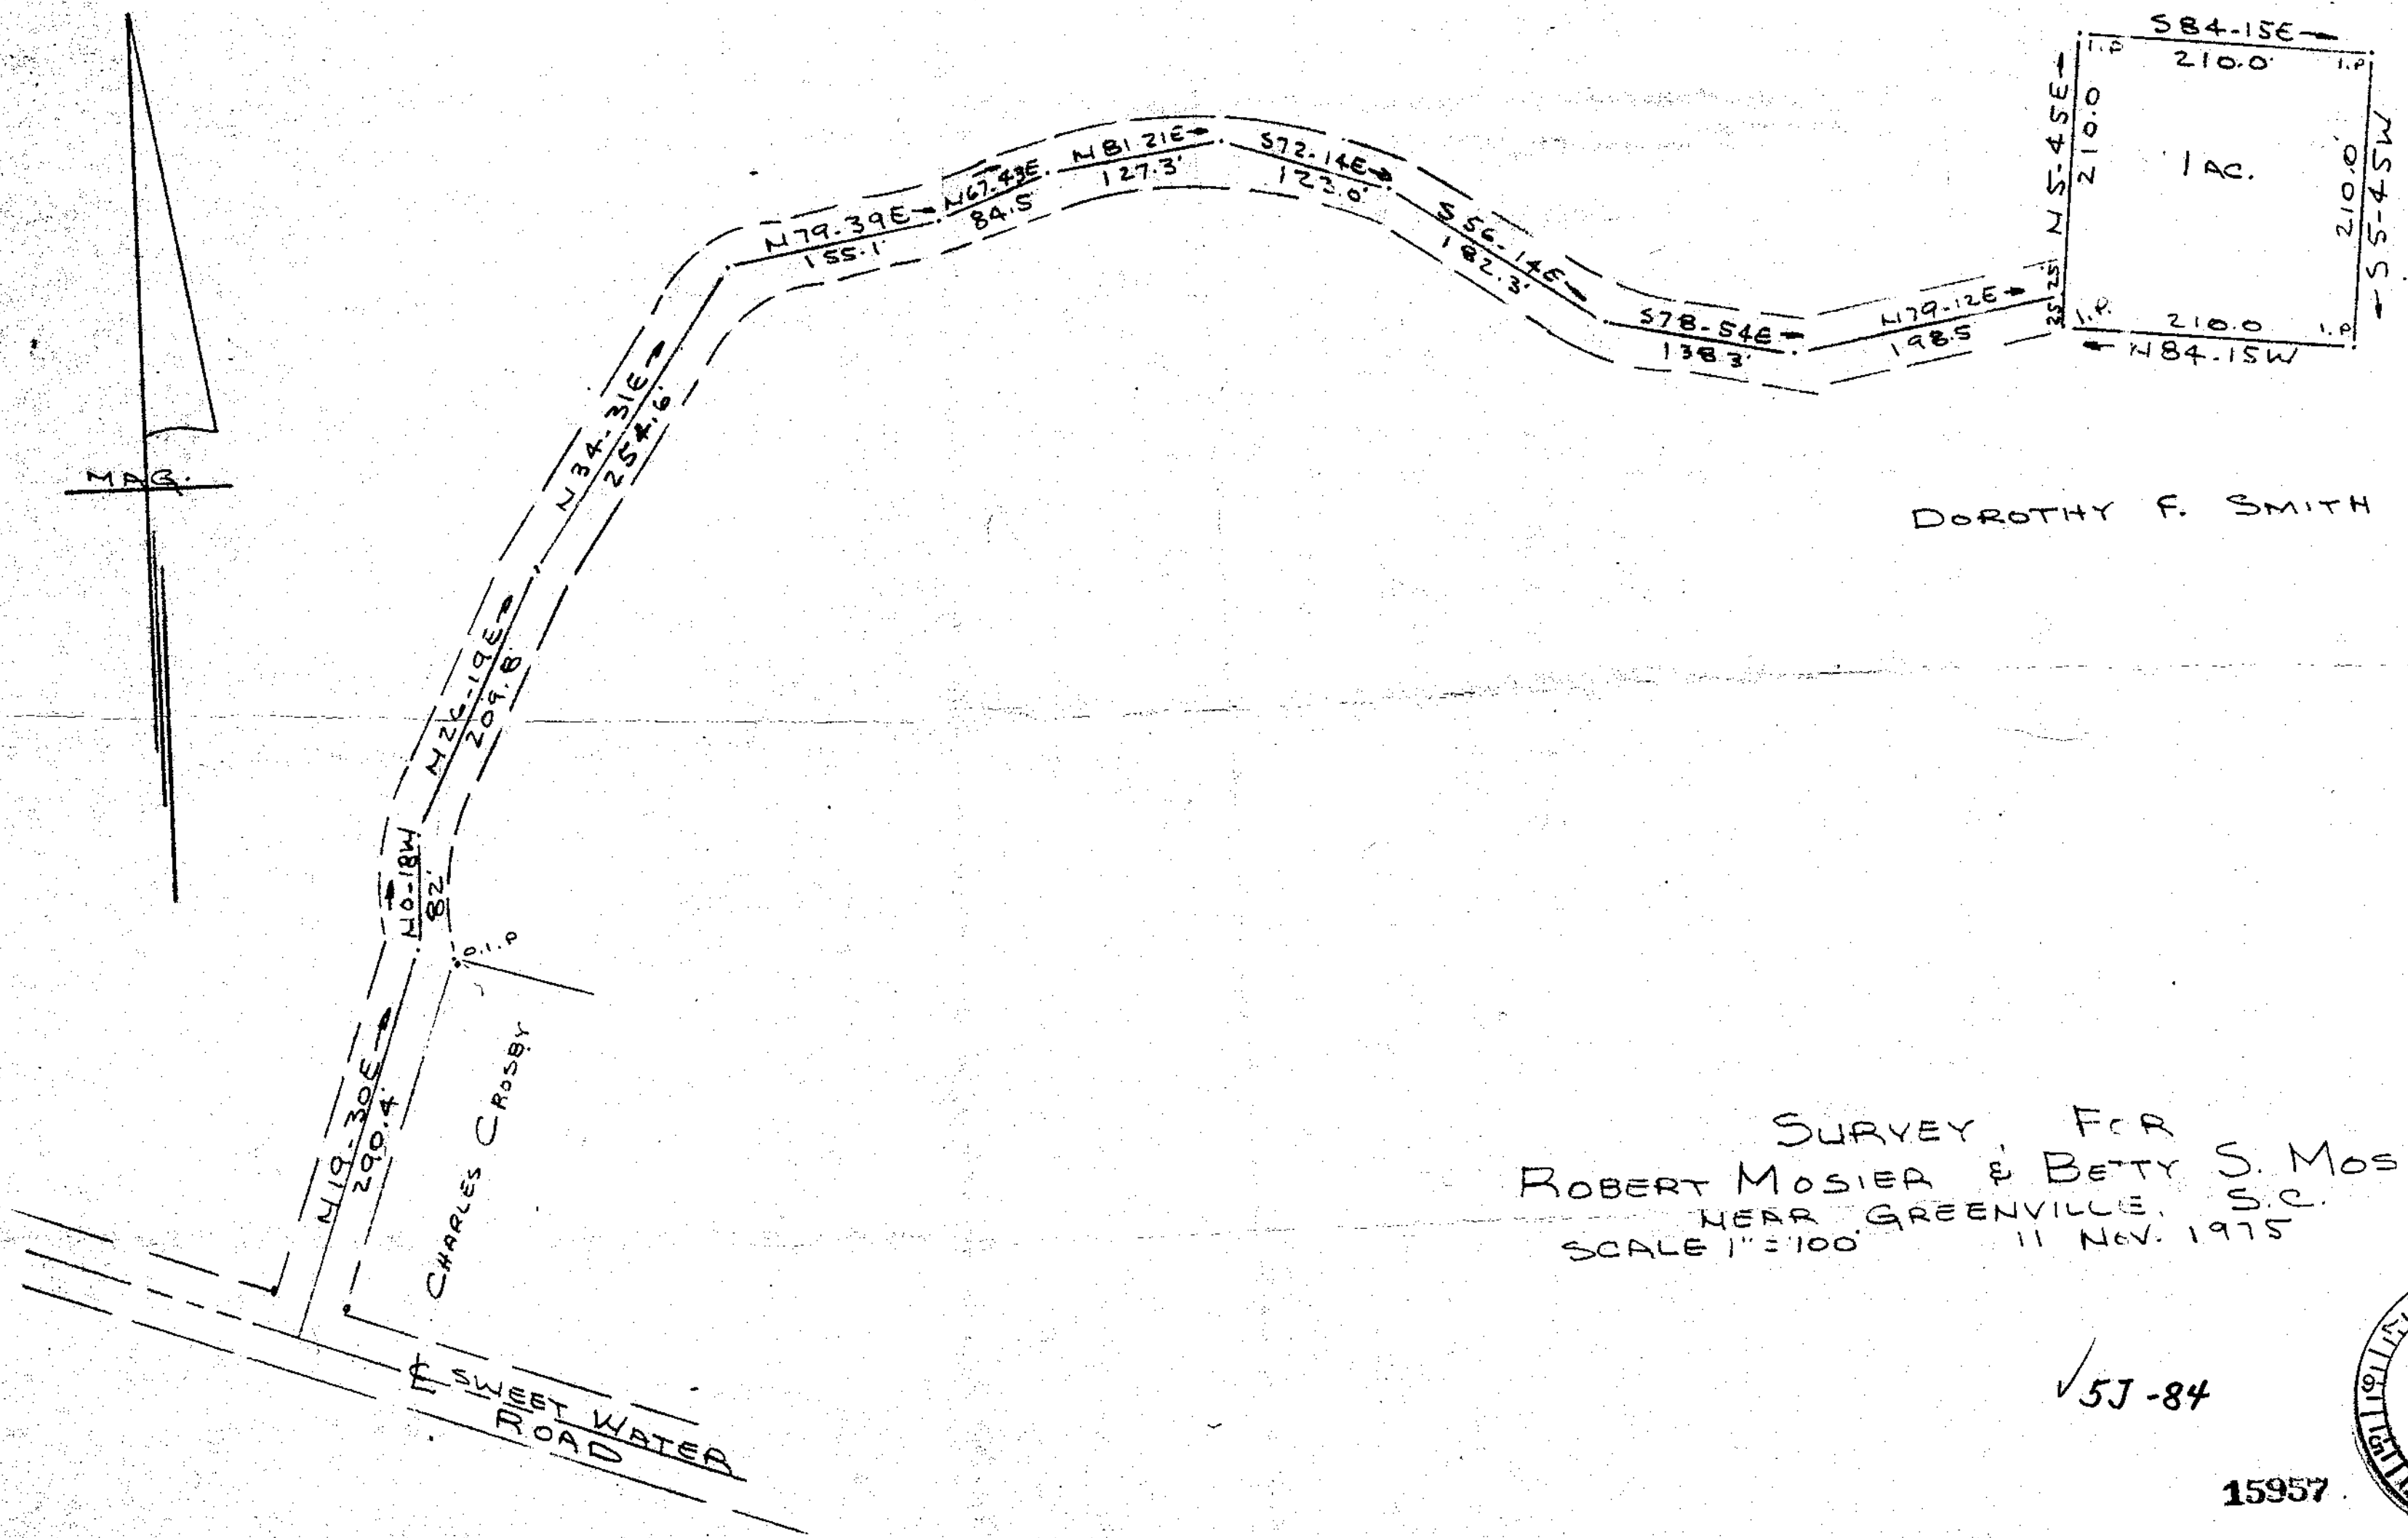 S84-15E
210.0'
I.P
I.P
N5-45E
210.0
1 AC.
210.0'
S5-45W
25' 25'
I.P.
210.0
I.P
N84-15W
N79-12E
198.5
S78-54E
138.3'
S56-14E
182.3'
S72-14E
N81-21E
127.3'
N67-43E
84.5
N79-39E
155.1'
N34-31E
254.6'
N26-19E
209.8
N0-18W
82'
O.I.P
N19-30E
290.4'
CHARLES CROSBY
MAG.
DOROTHY F. SMITH
℄ SWEET WATER
ROAD
SURVEY FOR
ROBERT MOSIER & BETTY S. MOS
NEAR GREENVILLE, S.C.
SCALE 1" = 100' 11 NOV. 1975
✓ 5J-84
15957